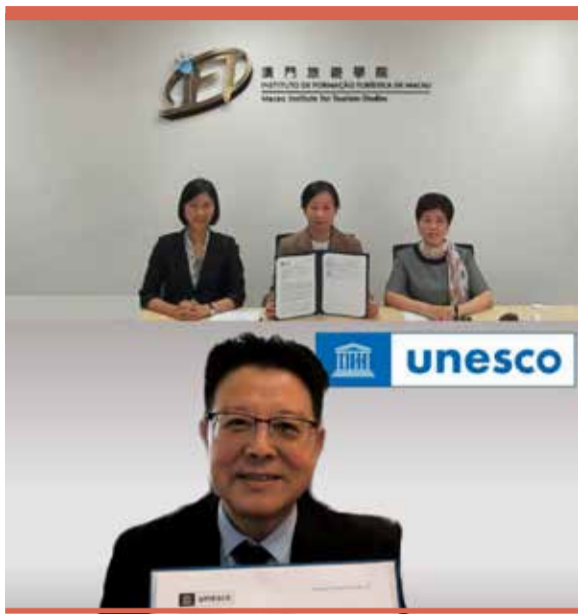 IFT
澳門旅遊學院
INSTITUTO DE FORMAÇÃO TURÍSTICA DE MACAU
Macao Institute for Tourism Studies
unesco
unesco